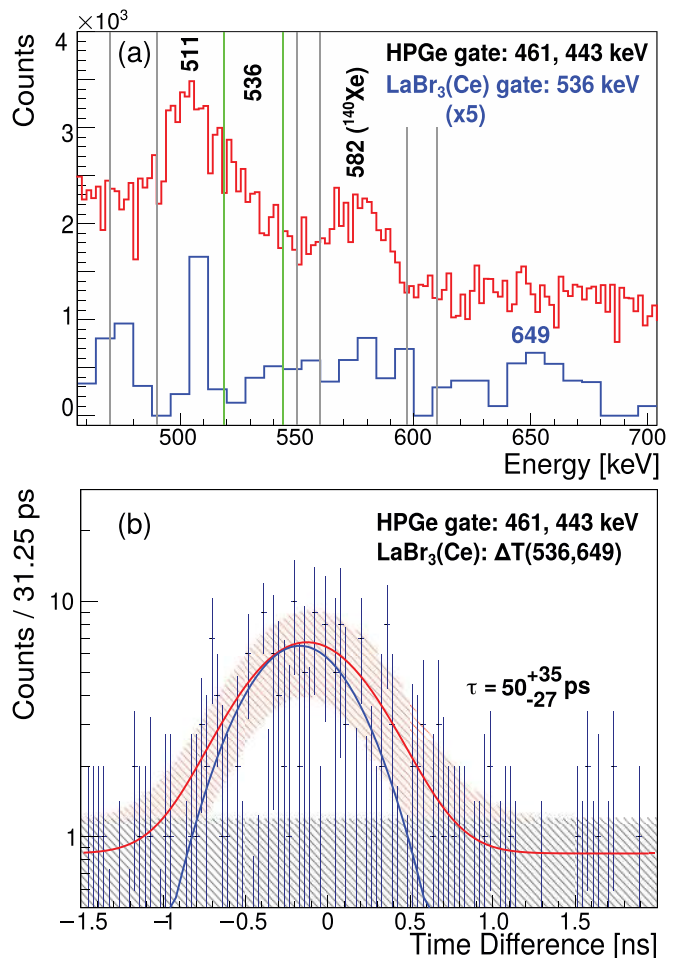 ×10³
(a)
HPGe gate: 461, 443 keV
LaBr₃(Ce) gate: 536 keV
(x5)
511
536
582 (¹⁴⁰Xe)
649
Counts
4
3
2
1
0
500 550 600 650 700
Energy [keV]
(b)
HPGe gate: 461, 443 keV
LaBr₃(Ce): ΔT(536,649)
τ = 50 +35 -27 ps
Counts / 31.25 ps
10
1
−1.5 −1 −0.5 0 0.5 1.0 1.5
Time Difference [ns]